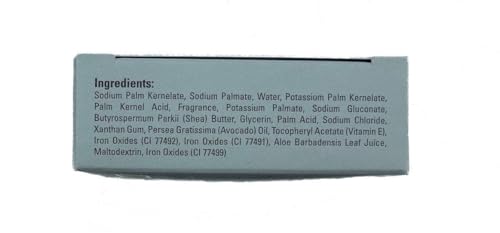 Ingredients:
Sodium Palm Kernelate, Sodium Palmate, Water, Potassium Palm Kernelate,
Palm Kernel Acid, Fragrance, Potassium Palmate, Sodium Gluconate,
Butyrospermum Parkii (Shea) Butter, Glycerin, Palm Acid, Sodium Chloride,
Xanthan Gum, Persea Gratissima (Avocado) Oil, Tocopheryl Acetate (Vitamin E),
Iron Oxides (CI 77492), Iron Oxides (CI 77491), Aloe Barbadensis Leaf Juice,
Maltodextrin, Iron Oxides (CI 77499)